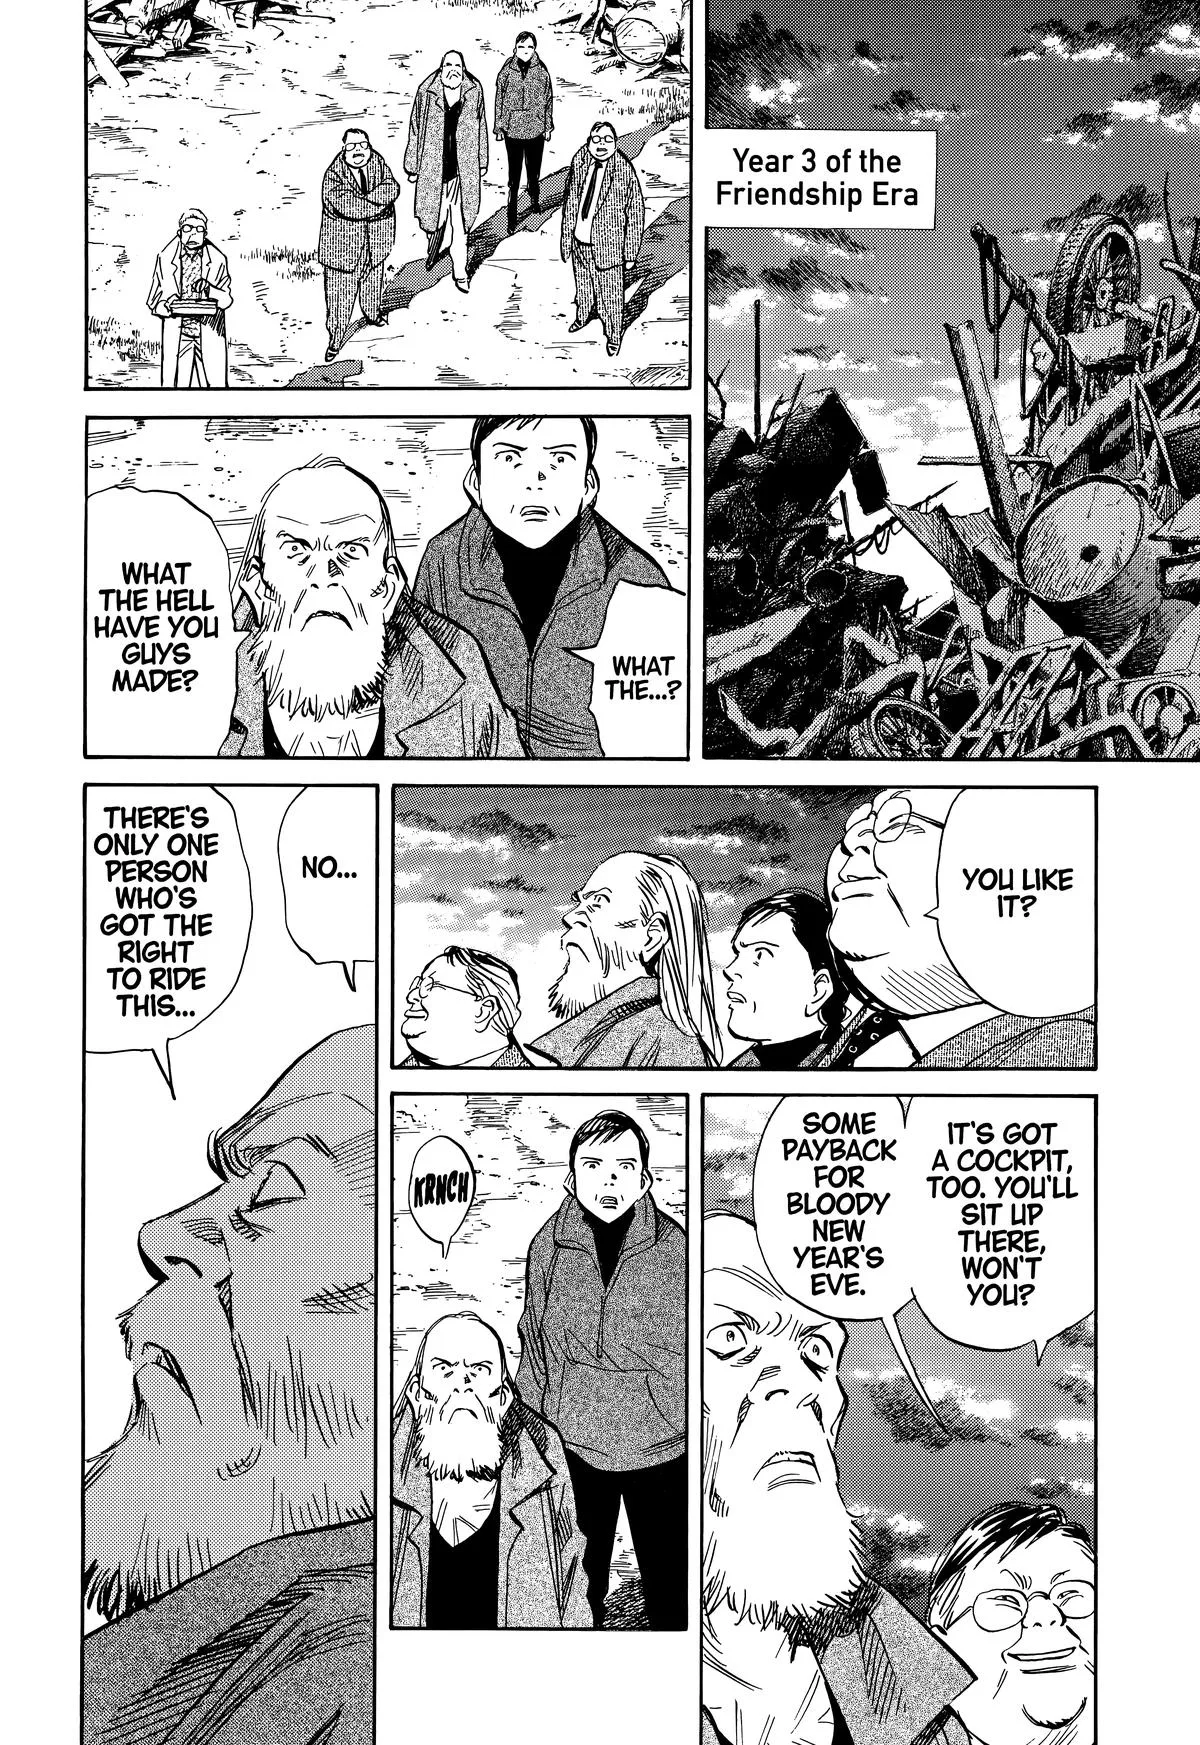 Year 3 of the
Friendship Era
WHAT
THE...?
WHAT
THE HELL
HAVE YOU
GUYS
MADE?
YOU LIKE
IT?
NO...
THERE'S
ONLY ONE
PERSON
WHO'S
GOT THE
RIGHT
TO RIDE
THIS...
IT'S GOT
A COCKPIT,
TOO. YOU'LL
SIT UP
THERE,
WON'T
YOU?
SOME
PAYBACK
FOR
BLOODY
NEW
YEAR'S
EVE.
KRNCH